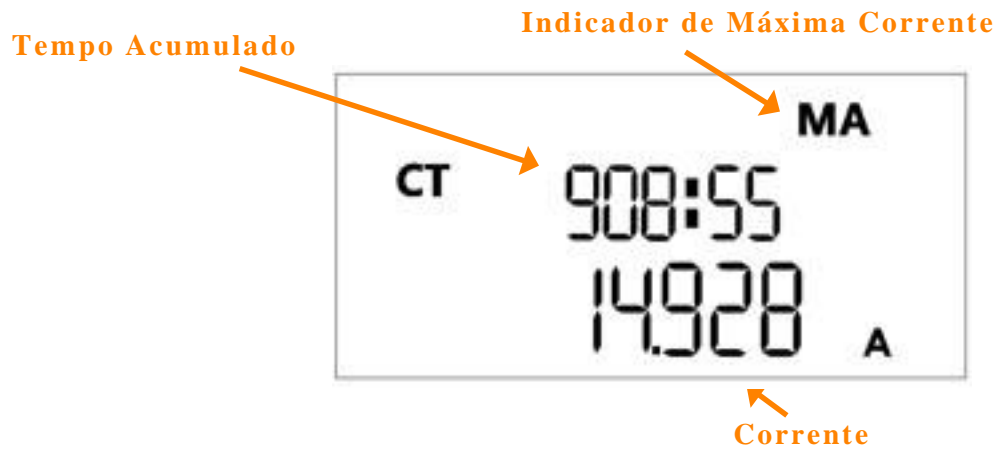 Indicador de Máxima Corrente
Tempo Acumulado
MA
CT 908:55
14.928 A
Corrente